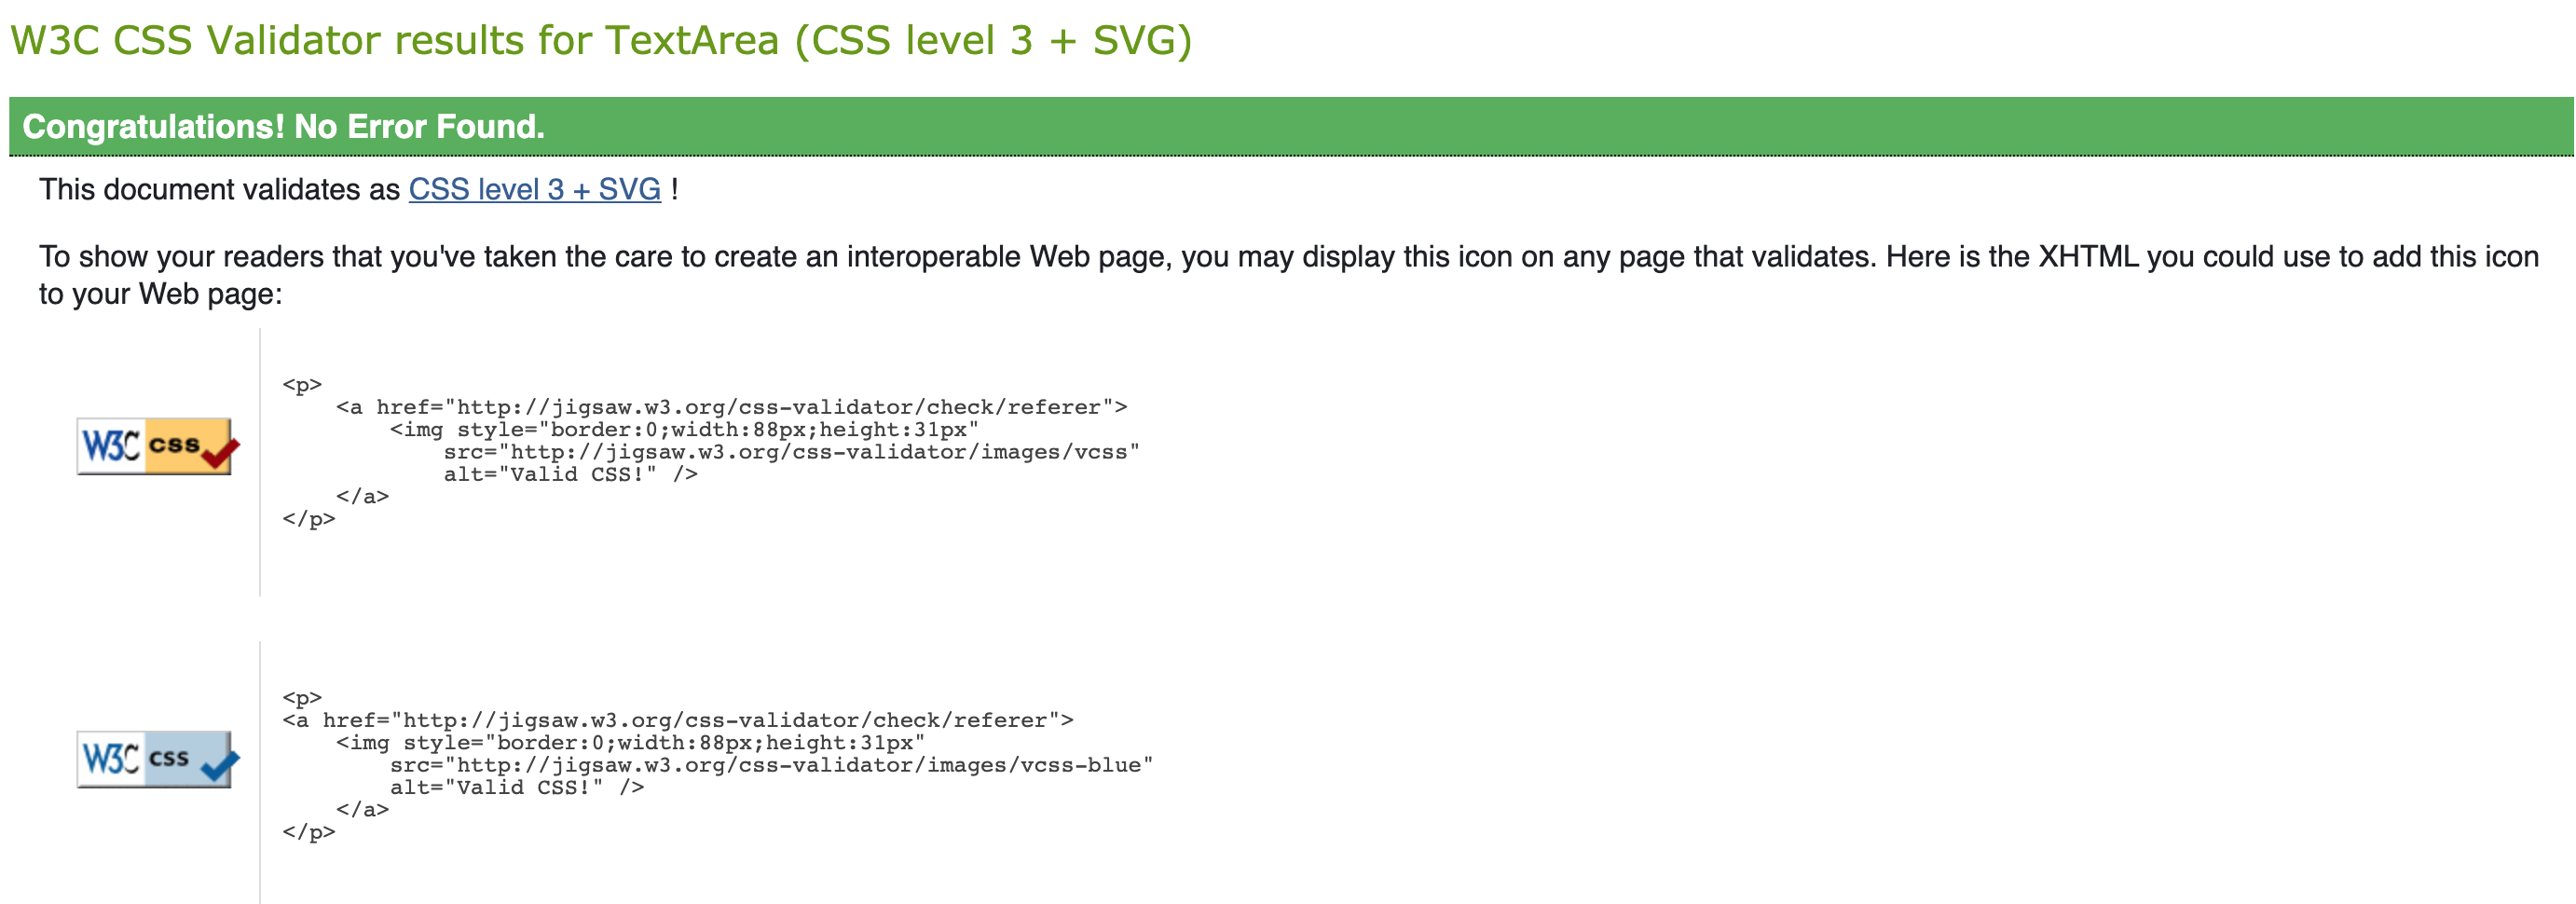 W3C CSS Validator results for TextArea (CSS level 3 + SVG)
Congratulations! No Error Found.
This document validates as CSS level 3 + SVG !
To show your readers that you've taken the care to create an interoperable Web page, you may display this icon on any page that validates. Here is the XHTML you could use to add this icon
to your Web page:
W3C css
<p>
    <a href="http://jigsaw.w3.org/css-validator/check/referer">
        <img style="border:0;width:88px;height:31px"
            src="http://jigsaw.w3.org/css-validator/images/vcss"
            alt="Valid CSS!" />
    </a>
</p>
W3C css
<p>
<a href="http://jigsaw.w3.org/css-validator/check/referer">
    <img style="border:0;width:88px;height:31px"
        src="http://jigsaw.w3.org/css-validator/images/vcss-blue"
        alt="Valid CSS!" />
    </a>
</p>